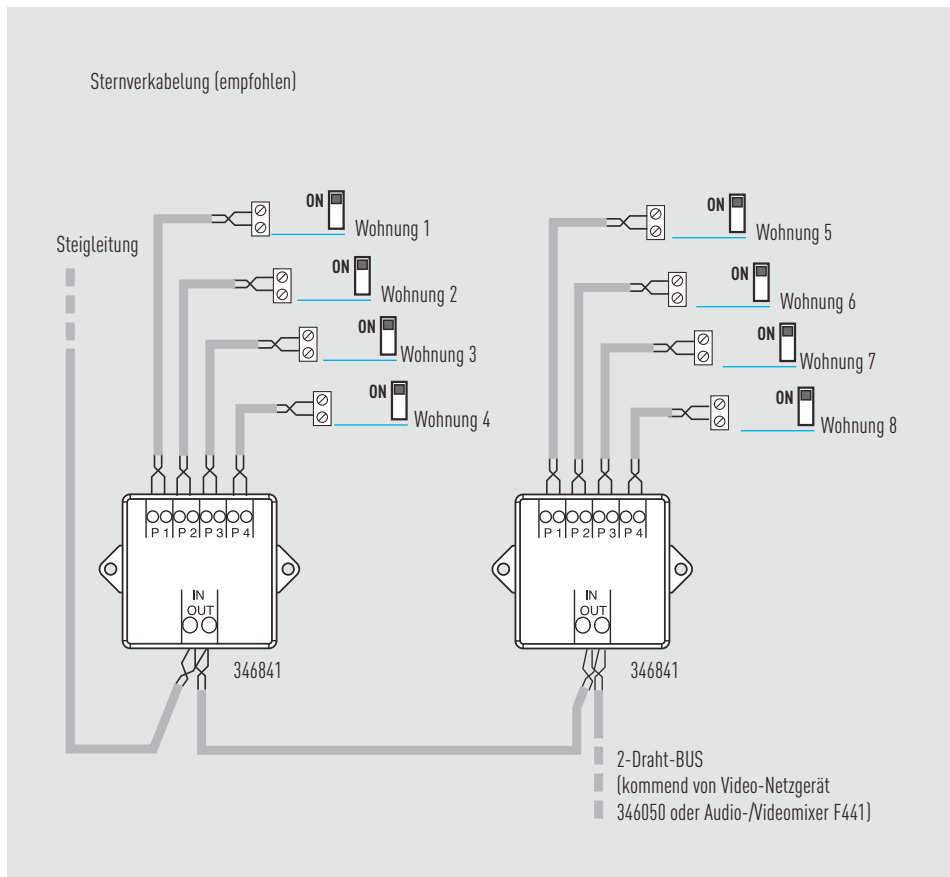 Sternverkabelung (empfohlen)
Steigleitung
ON
Wohnung 1
ON
Wohnung 2
ON
Wohnung 3
ON
Wohnung 4
ON
Wohnung 5
ON
Wohnung 6
ON
Wohnung 7
ON
Wohnung 8
P 1 P 2 P 3 P 4
IN
OUT
346841
P 1 P 2 P 3 P 4
IN
OUT
346841
2-Draht-BUS
(kommend von Video-Netzgerät
346050 oder Audio-/Videomixer F441)